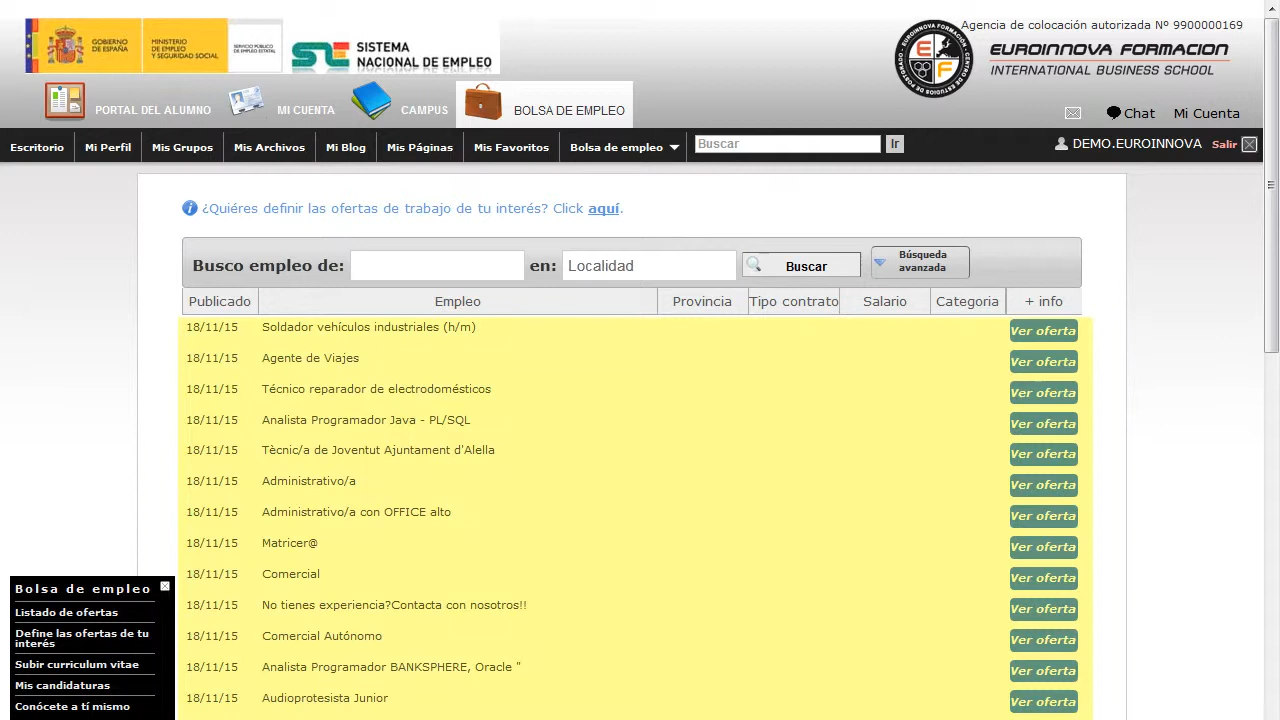 GOBIERNO DE ESPAÑA
MINISTERIO DE EMPLEO Y SEGURIDAD SOCIAL
SERVICIO PÚBLICO DE EMPLEO ESTATAL
SISTEMA NACIONAL DE EMPLEO
Agencia de colocación autorizada Nº 9900000169
EUROINNOVA FORMACION
INTERNATIONAL BUSINESS SCHOOL
PORTAL DEL ALUMNO
MI CUENTA
CAMPUS
BOLSA DE EMPLEO
Chat
Mi Cuenta
Escritorio
Mi Perfil
Mis Grupos
Mis Archivos
Mi Blog
Mis Páginas
Mis Favoritos
Bolsa de empleo
Buscar
Ir
DEMO.EUROINNOVA
Salir
¿Quiéres definir las ofertas de trabajo de tu interés? Click aquí.
Busco empleo de:
en:
Localidad
Buscar
Búsqueda avanzada
Publicado Empleo Provincia Tipo contrato Salario Categoria + info
18/11/15 Soldador vehículos industriales (h/m) Ver oferta
18/11/15 Agente de Viajes Ver oferta
18/11/15 Técnico reparador de electrodomésticos Ver oferta
18/11/15 Analista Programador Java - PL/SQL Ver oferta
18/11/15 Tècnic/a de Joventut Ajuntament d'Alella Ver oferta
18/11/15 Administrativo/a Ver oferta
18/11/15 Administrativo/a con OFFICE alto Ver oferta
18/11/15 Matricer@ Ver oferta
18/11/15 Comercial Ver oferta
18/11/15 No tienes experiencia?Contacta con nosotros!! Ver oferta
18/11/15 Comercial Autónomo Ver oferta
18/11/15 Analista Programador BANKSPHERE, Oracle " Ver oferta
18/11/15 Audioprotesista Junior Ver oferta
Bolsa de empleo
Listado de ofertas
Define las ofertas de tu
interés
Subir curriculum vitae
Mis candidaturas
Conócete a tí mismo